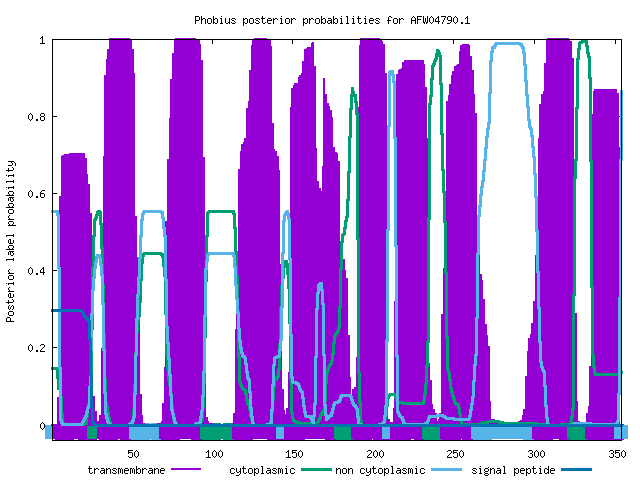 Phobius posterior probabilities for AFW04790.1
Posterior label probability
1
0.8
0.6
0.4
0.2
0
50
100
150
200
250
300
350
transmembrane
cytoplasmic
non cytoplasmic
signal peptide